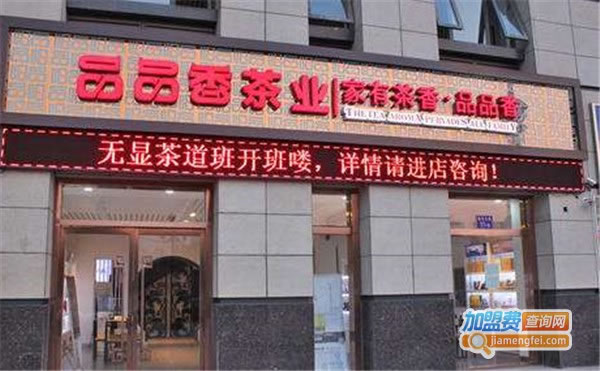 品品香茶业
家有茶香·品品香
THE TEA AROMA PERVADES ALL FAMILY
无显茶道班开班喽，详情请进店咨询！
加盟费查询网
jiamengfei.com